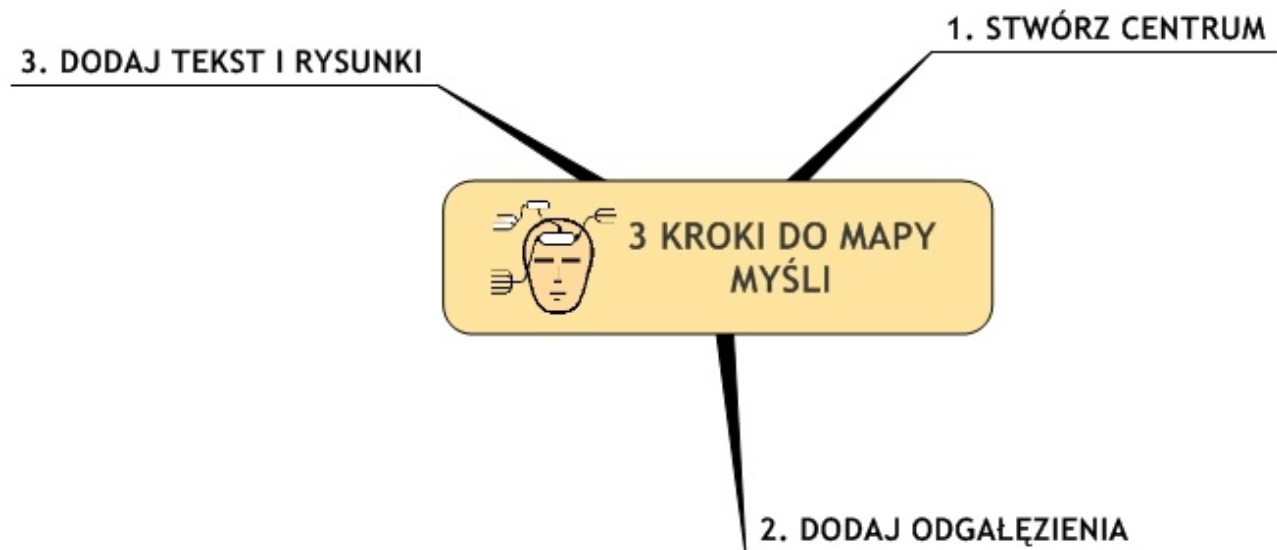 1. STWÓRZ CENTRUM
3. DODAJ TEKST I RYSUNKI
3 KROKI DO MAPY
MYŚLI
2. DODAJ ODGAŁĘZIENIA